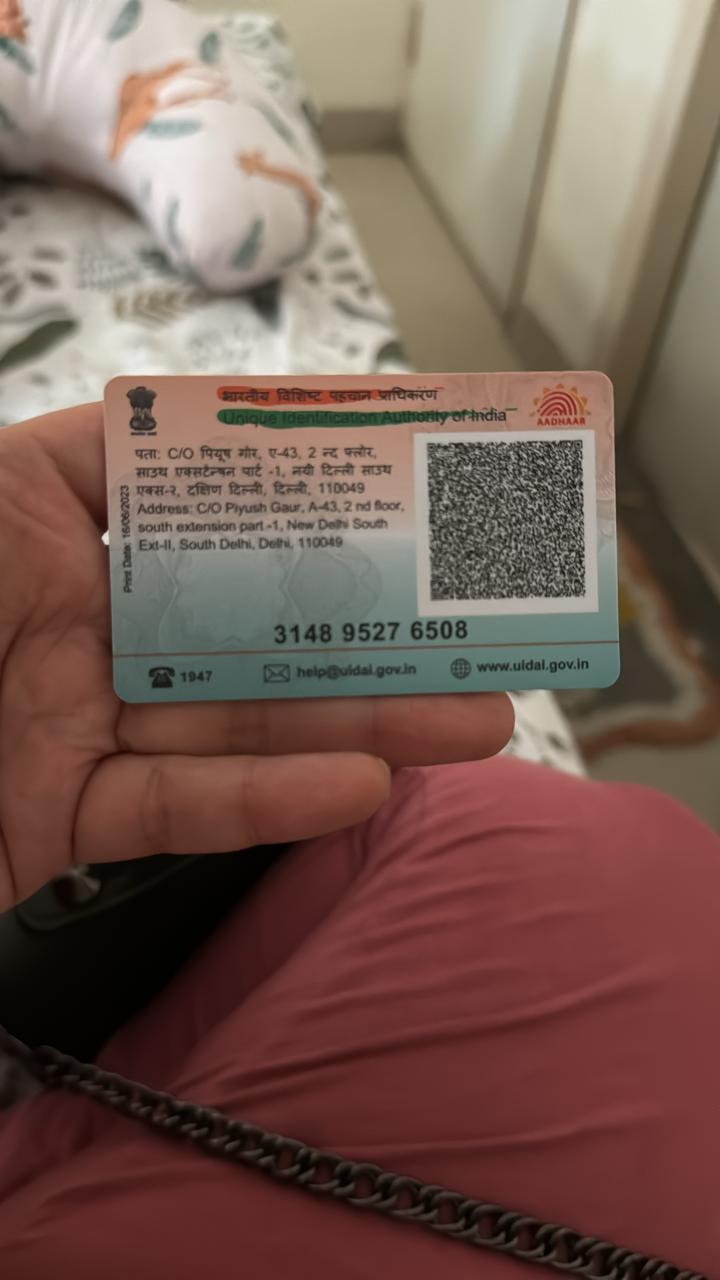 भारतीय विशिष्ट पहचान प्राधिकरण
Unique Identification Authority of India
AADHAAR
पता: C/O पियूष गोर, ए-43, 2 न्द फ्लोर,
साउथ एक्सटेन्षन पार्ट -1, नयी दिल्ली साउथ
एक्स-२, दक्षिण दिल्ली, दिल्ली, 110049
Address: C/O Piyush Gaur, A-43, 2 nd floor,
south extension part -1, New Delhi South
Ext-II, South Delhi, Delhi, 110049
Print Date: 16/06/2023
3148 9527 6508
1947
help@uidai.gov.in
www.uidai.gov.in